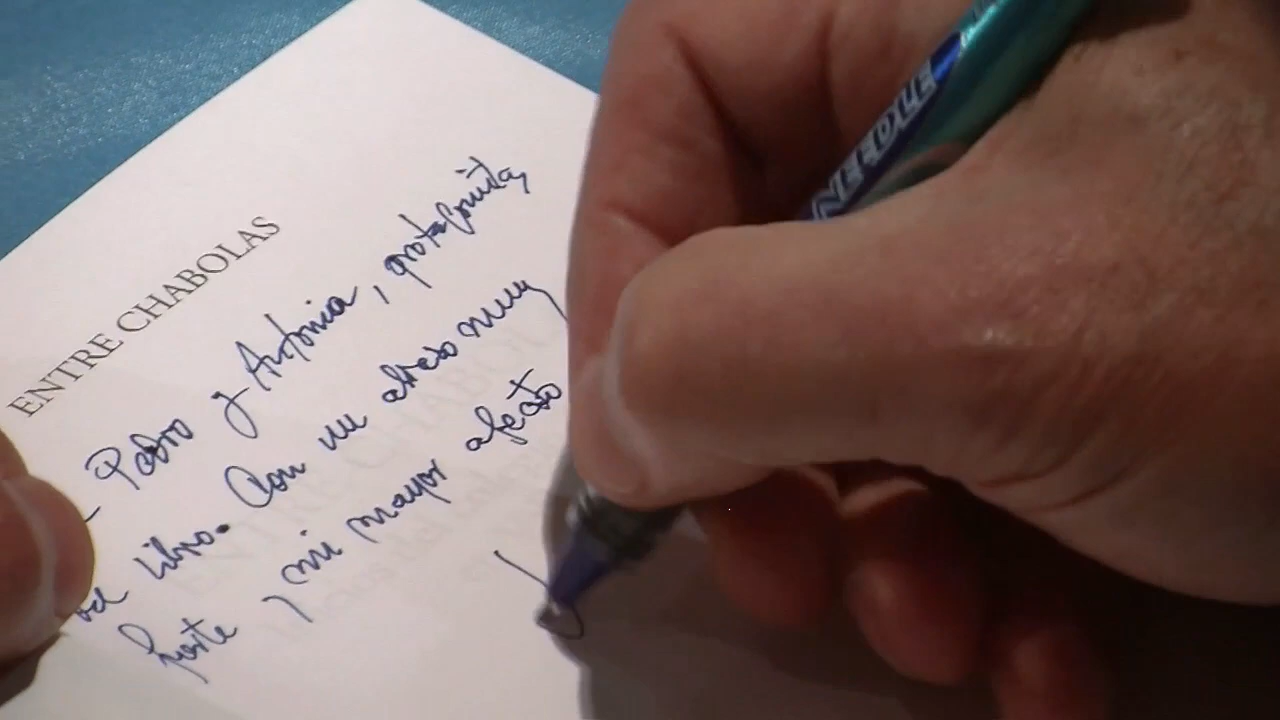 ENTRE CHABOLAS
- Pedro y Antonia, protagonistas
del libro. Con un abrazo muy
fuerte y mi mayor afecto